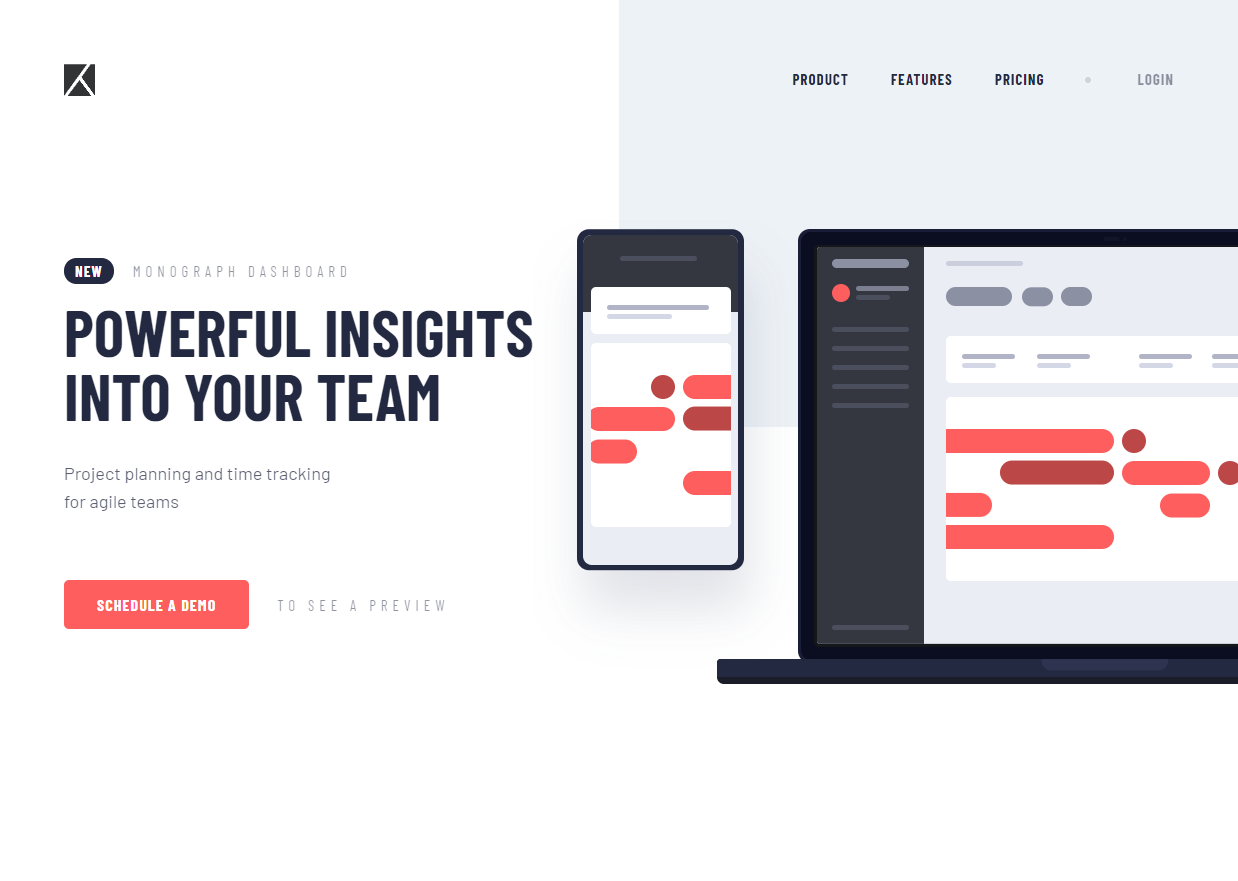 PRODUCT FEATURES PRICING LOGIN
NEW MONOGRAPH DASHBOARD
POWERFUL INSIGHTS
INTO YOUR TEAM
Project planning and time tracking
for agile teams
SCHEDULE A DEMO TO SEE A PREVIEW